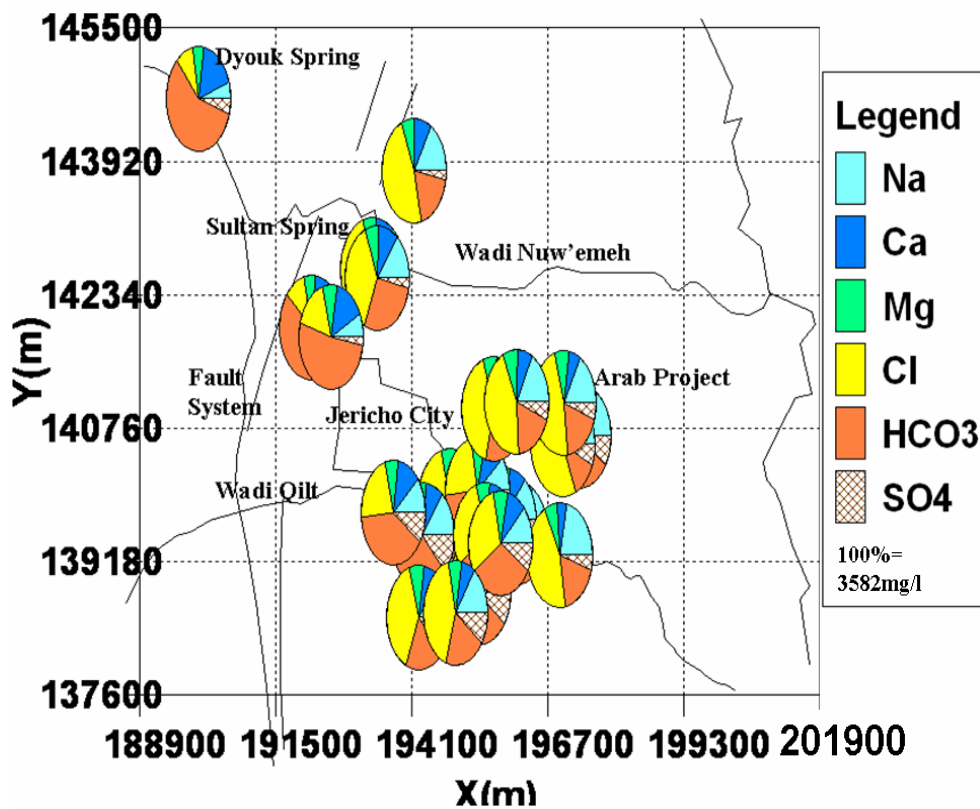 145500
Dyouk Spring
143920
Sultan Spring
Wadi Nuw'emeh
142340
Y(m)
Fault
System
Arab Project
Jericho City
140760
Wadi Qilt
139180
137600
188900 191500 194100 196700 199300 201900
X(m)
Legend
Na
Ca
Mg
Cl
HCO3
SO4
100%=
3582mg/l